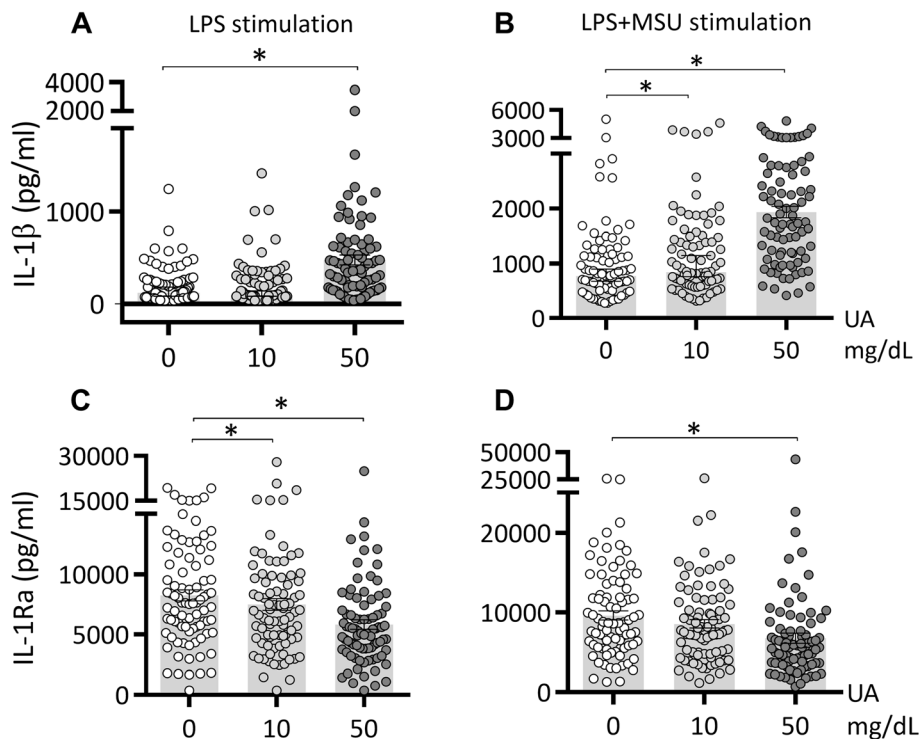 A LPS stimulation
*
IL-1β (pg/ml)
4000
2000
1000
0
0 10 50
B LPS+MSU stimulation
*
*
6000
3000
2000
1000
0
0 10 50
UA
mg/dL
C
*
*
IL-1Ra (pg/ml)
30000
15000
10000
5000
0
0 10 50
D
*
50000
25000
20000
10000
0
0 10 50
UA
mg/dL